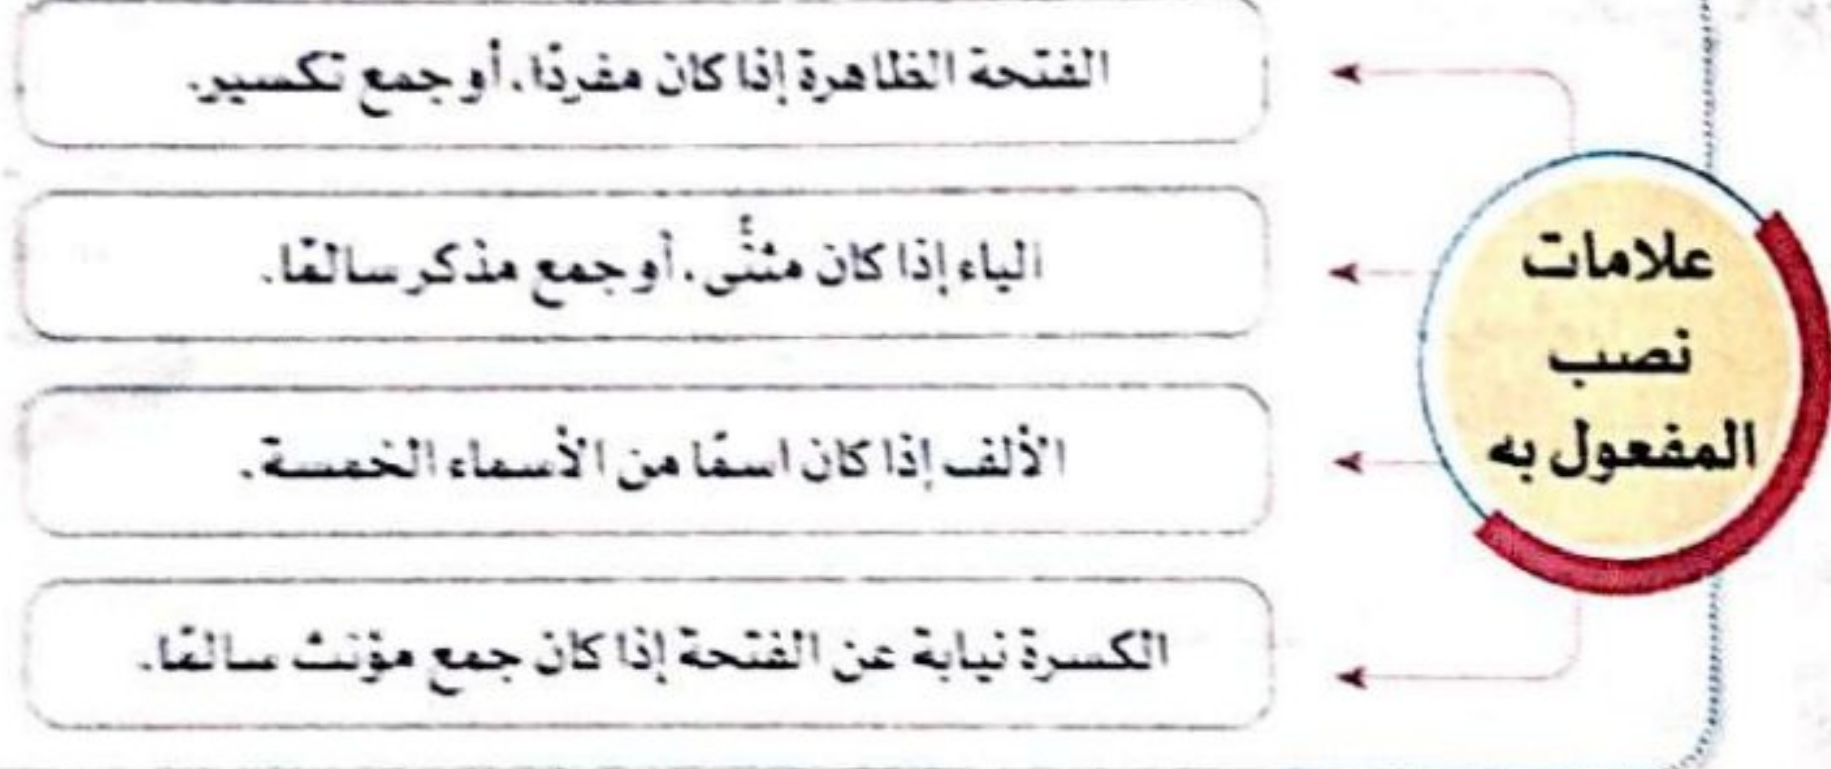 علامات
نصب
المفعول به
الفتحة الظاهرة إذا كان مفردًا، أو جمع تكسير.
الياء إذا كان مثنًّى، أو جمع مذكر سالمًا.
الألف إذا كان اسمًا من الأسماء الخمسة.
الكسرة نيابة عن الفتحة إذا كان جمع مؤنث سالمًا.